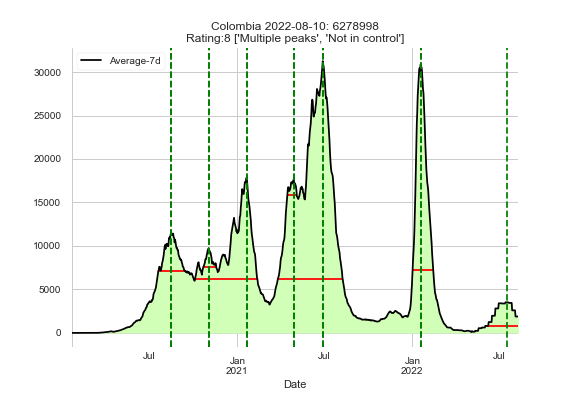 Colombia 2022-08-10: 6278998
Rating:8 ['Multiple peaks', 'Not in control']
Average-7d
30000
25000
20000
15000
10000
5000
0
Jul
Jan
2021
Jul
Jan
2022
Jul
Date